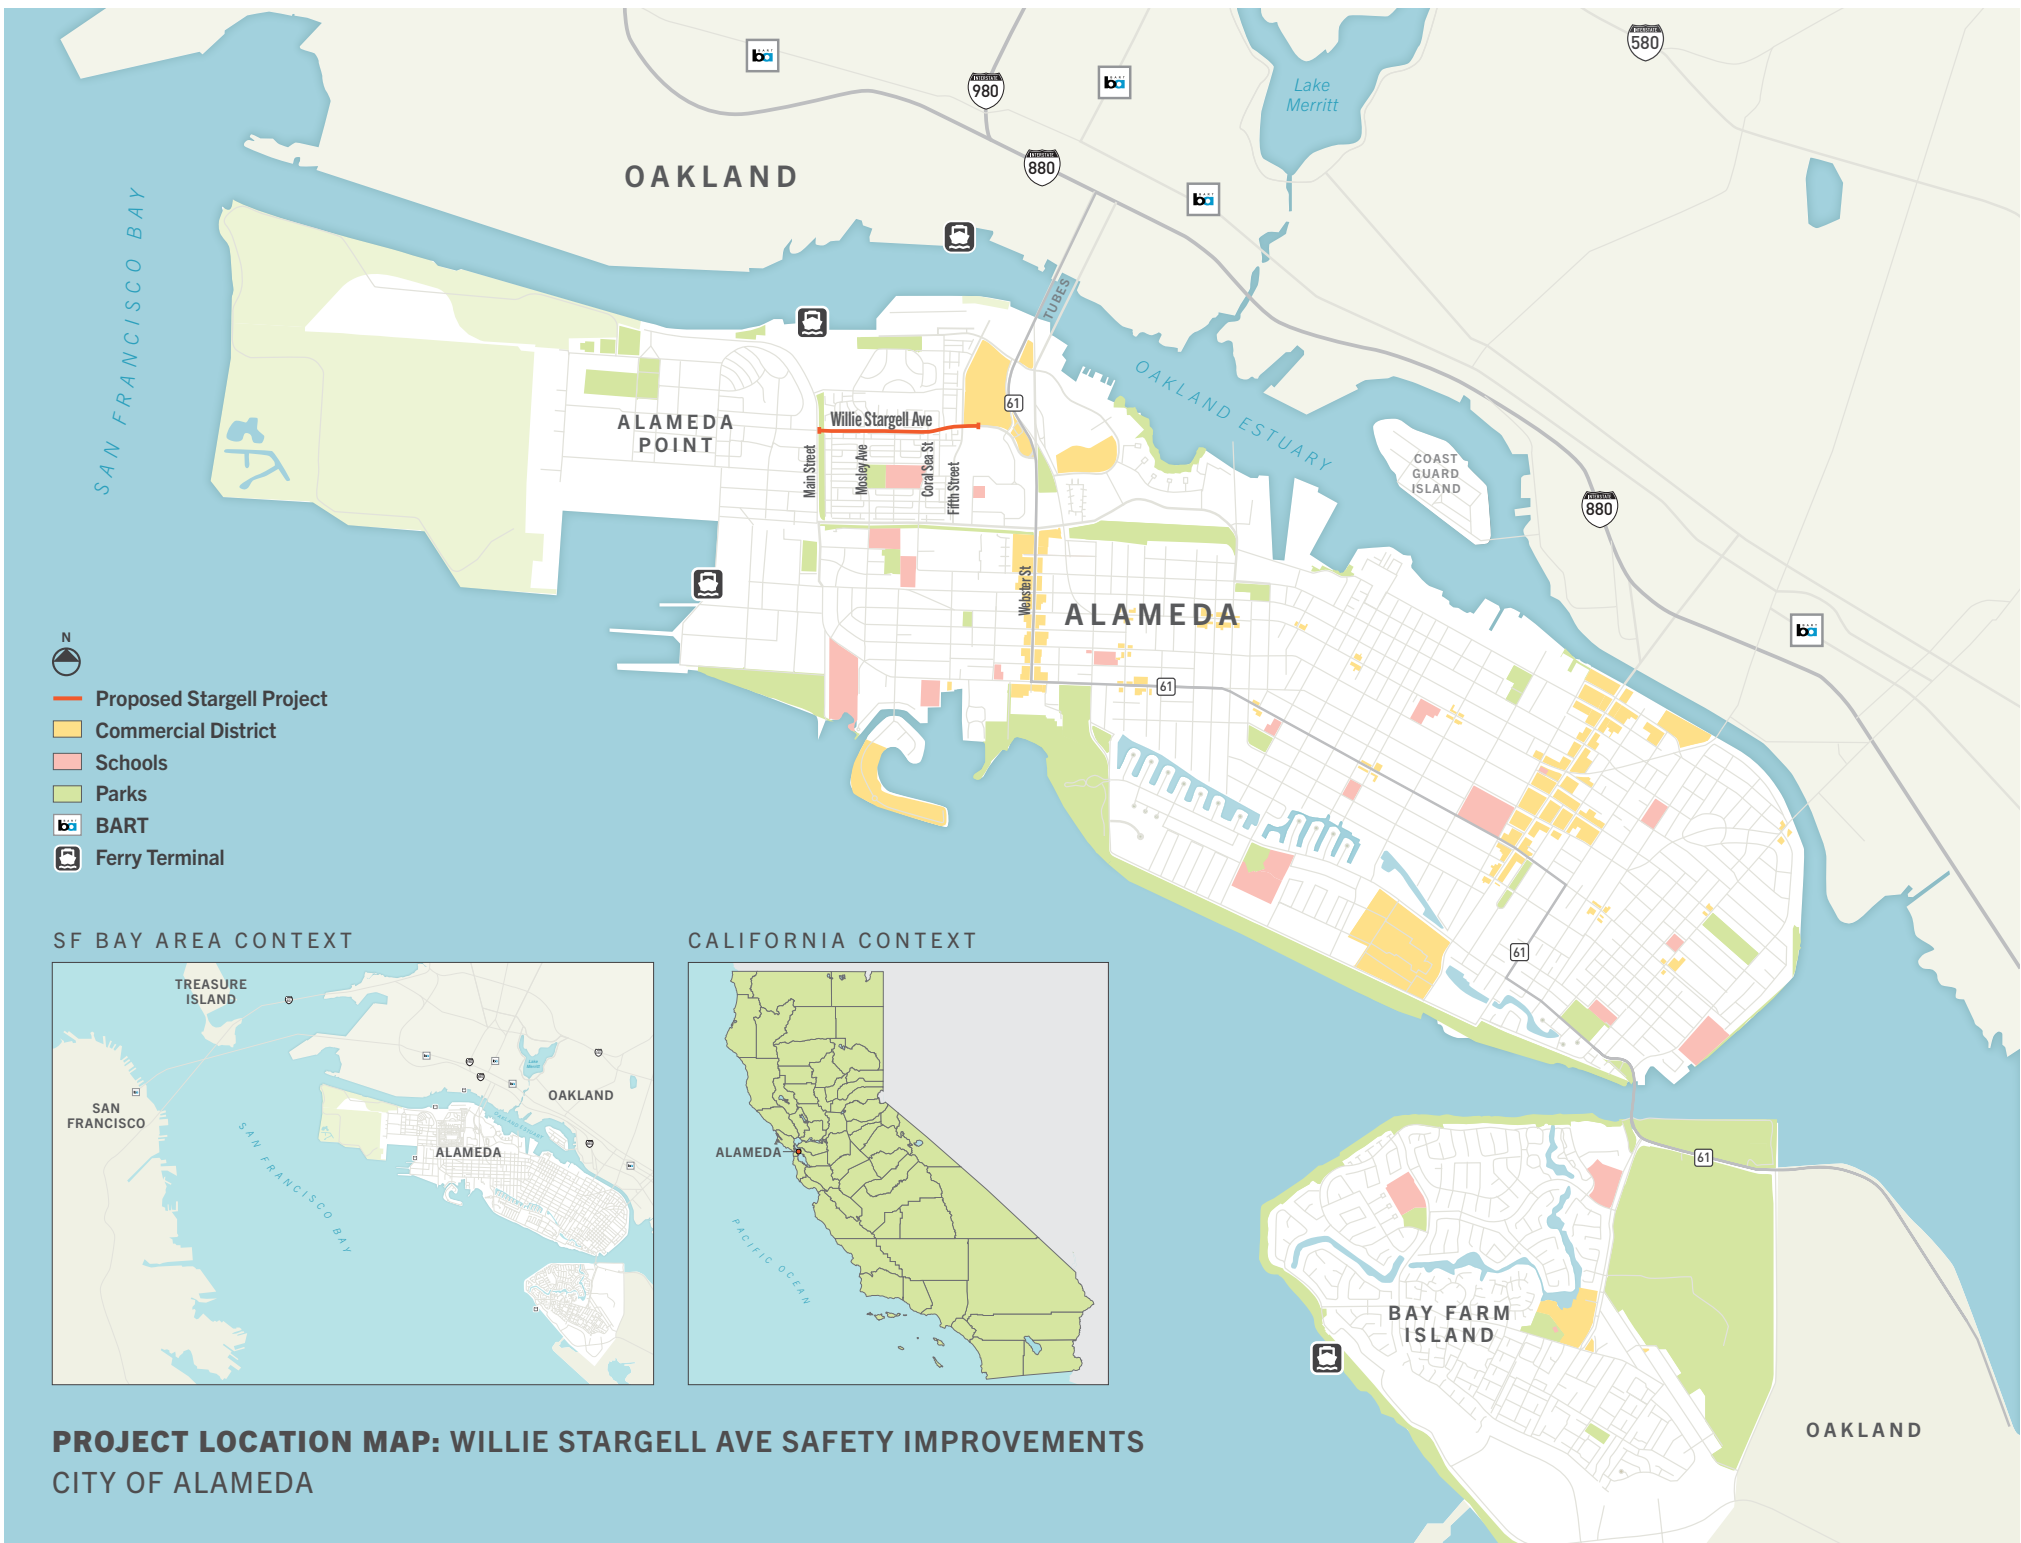 580
980
Lake
Merritt
OAKLAND
880
SAN FRANCISCO BAY
TUBES
OAKLAND ESTUARY
61
Willie Stargell Ave
ALAMEDA
POINT
Main Street
Mosley Ave
Coral Sea St
Fifth Street
COAST
GUARD
ISLAND
880
Webster St
ALAMEDA
61
N
Proposed Stargell Project
Commercial District
Schools
Parks
BART
Ferry Terminal
61
61
BAY FARM
ISLAND
OAKLAND
SF BAY AREA CONTEXT
TREASURE
ISLAND
SAN
FRANCISCO
OAKLAND
ALAMEDA
SAN FRANCISCO BAY
CALIFORNIA CONTEXT
ALAMEDA
PACIFIC OCEAN
PROJECT LOCATION MAP: WILLIE STARGELL AVE SAFETY IMPROVEMENTS
CITY OF ALAMEDA